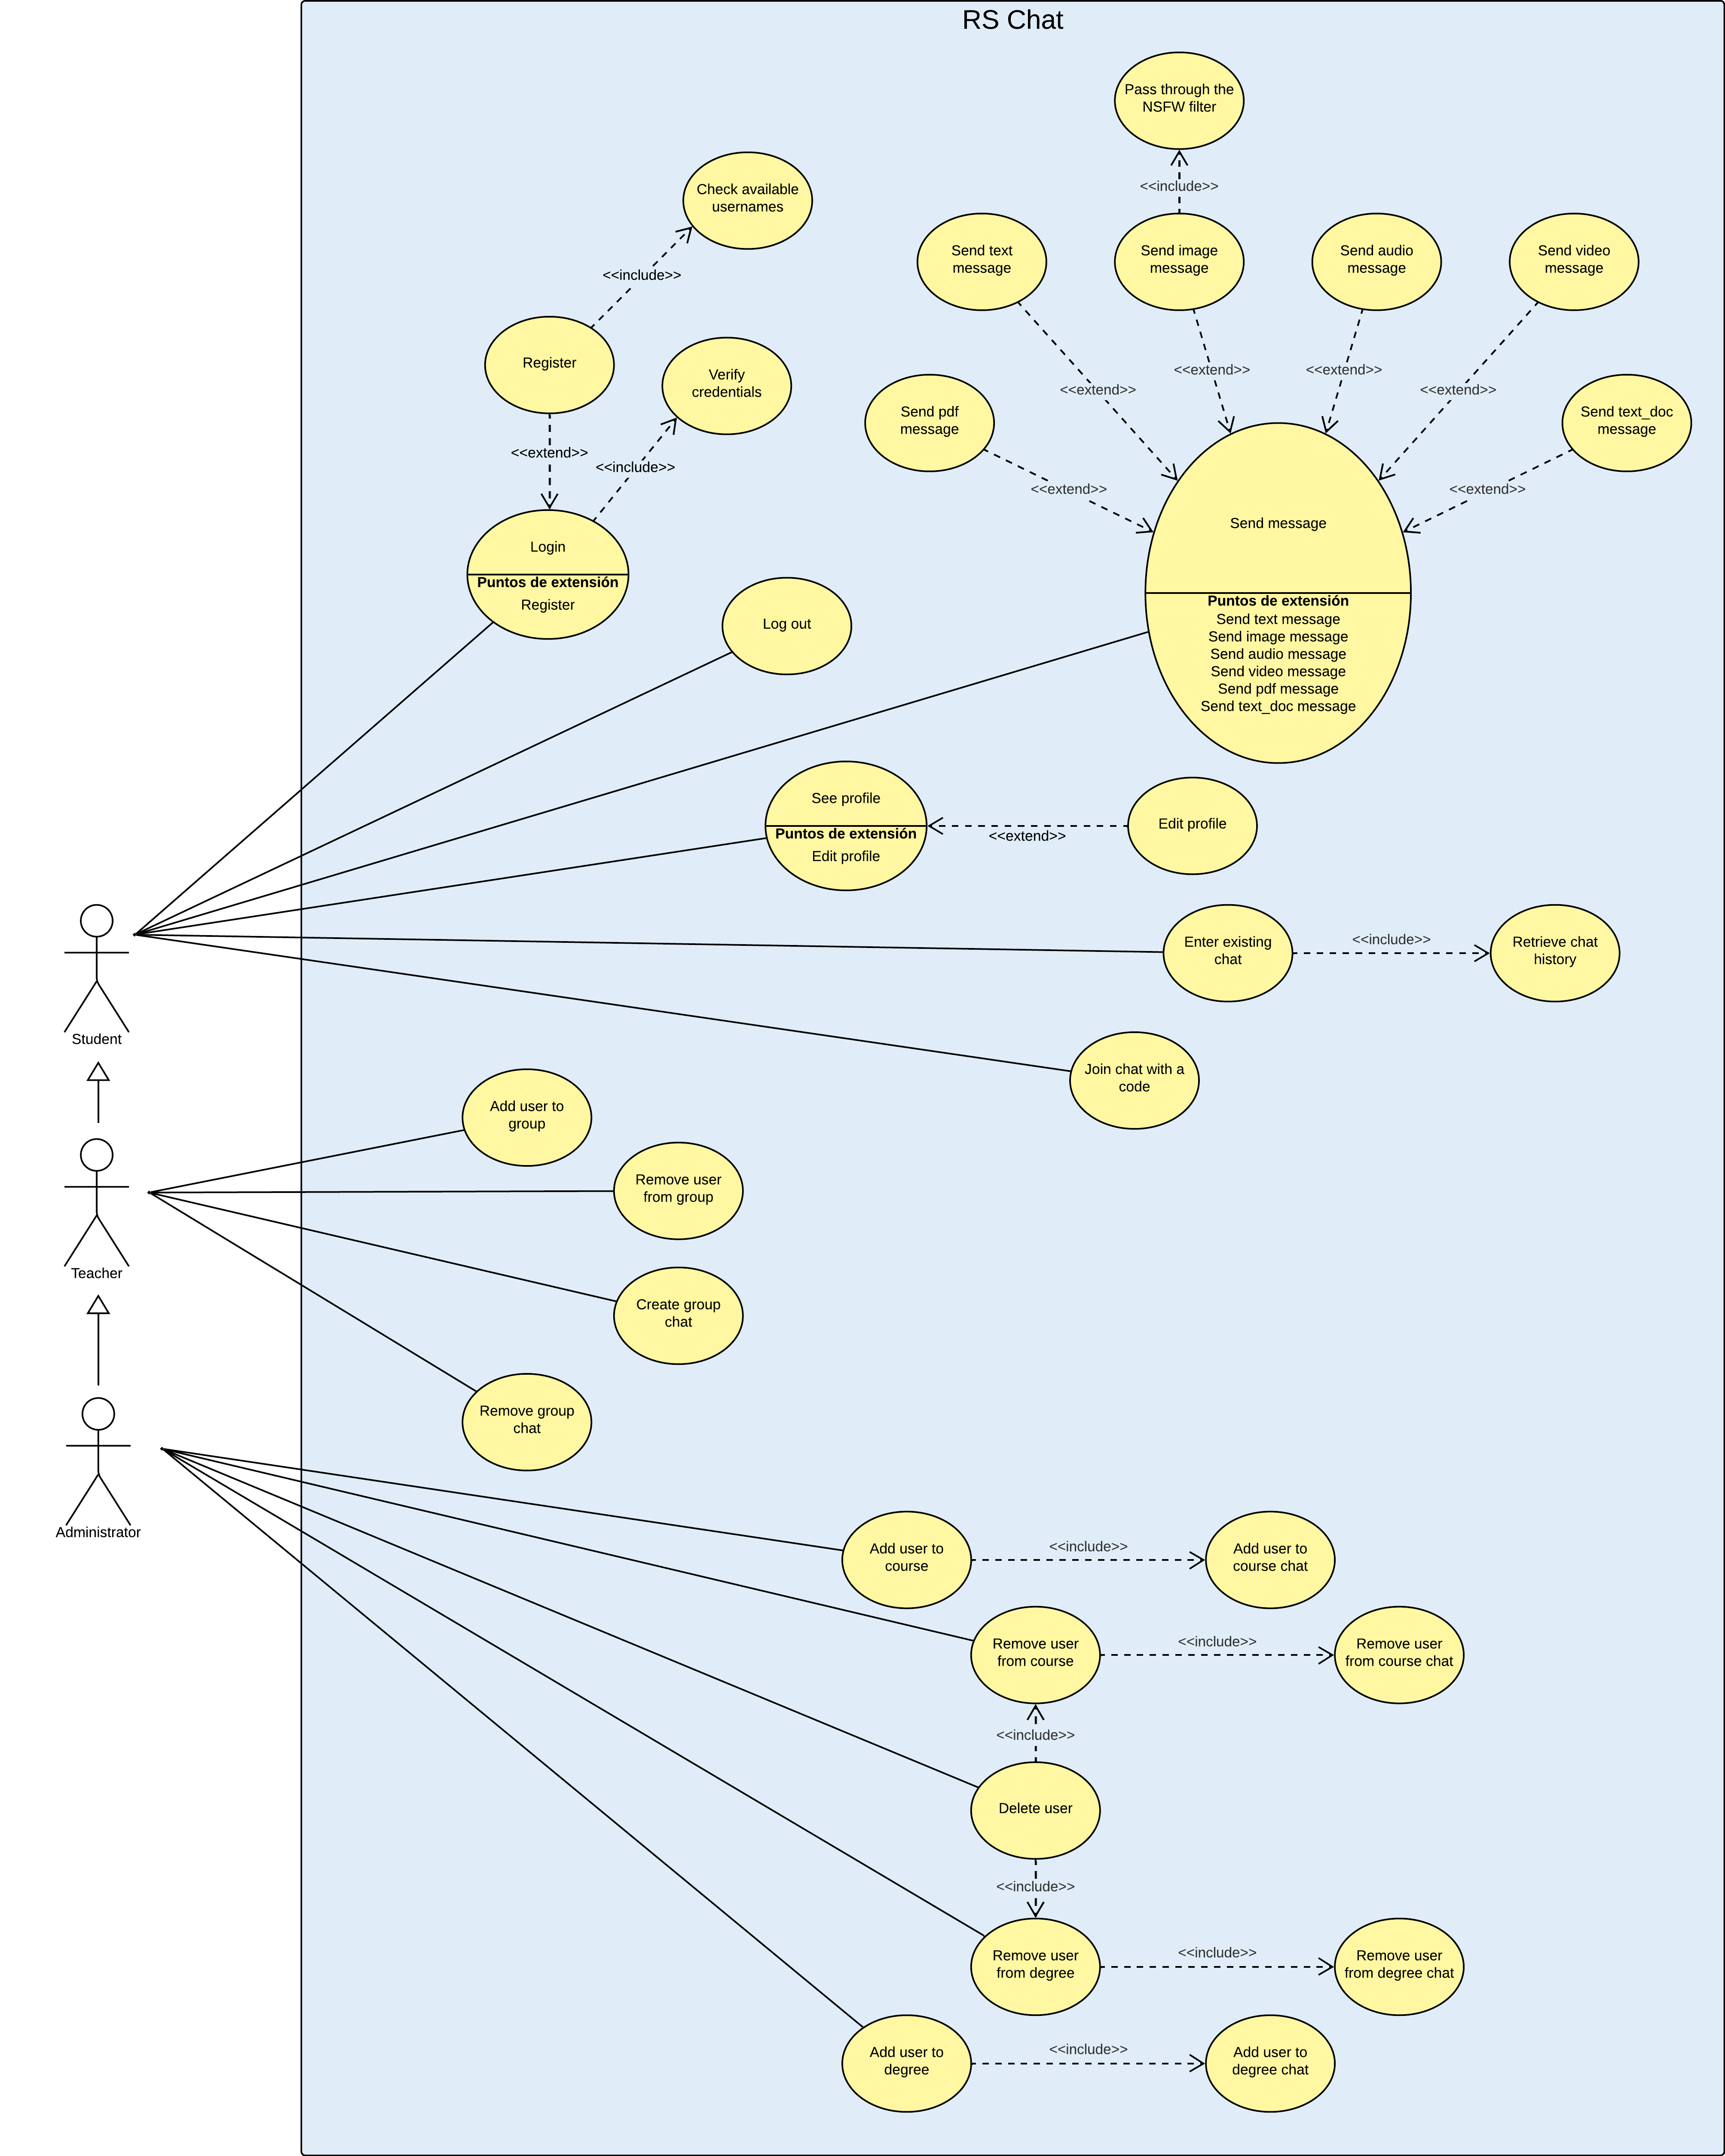 RS Chat
Pass through the
NSFW filter
<<include>>
Check available
usernames
<<include>>
Send text
message
Send image
message
Send audio
message
Send video
message
Register
Verify
credentials
<<extend>>
<<include>>
<<extend>>
<<extend>>
<<extend>>
<<extend>>
Send pdf
message
Send text_doc
message
<<extend>>
<<extend>>
Login
Puntos de extensión
Register
Log out
Send message
Puntos de extensión
Send text message
Send image message
Send audio message
Send video message
Send pdf message
Send text_doc message
See profile
Puntos de extensión
Edit profile
<<extend>>
Edit profile
Student
Enter existing
chat
<<include>>
Retrieve chat
history
Join chat with a
code
Add user to
group
Remove user
from group
Teacher
Create group
chat
Remove group
chat
Administrator
Add user to
course
<<include>>
Add user to
course chat
Remove user
from course
<<include>>
Remove user
from course chat
<<include>>
Delete user
<<include>>
Remove user
from degree
<<include>>
Remove user
from degree chat
Add user to
degree
<<include>>
Add user to
degree chat